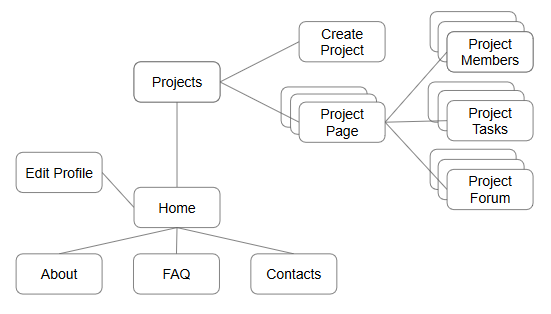 Create
Project
Project
Members
Projects
Project
Page
Project
Tasks
Edit Profile
Project
Forum
Home
About
FAQ
Contacts